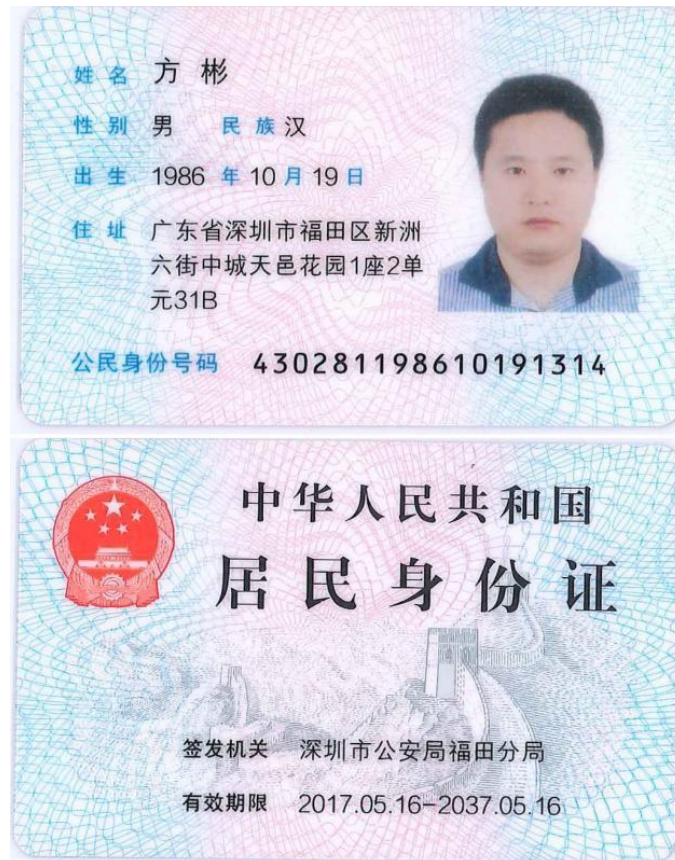 姓名 方彬
性别 男 民族 汉
出生 1986 年 10 月 19 日
住址 广东省深圳市福田区新洲
六街中城天邑花园1座2单
元31B
公民身份号码 430281198610191314
中华人民共和国
居民身份证
签发机关 深圳市公安局福田分局
有效期限 2017.05.16-2037.05.16